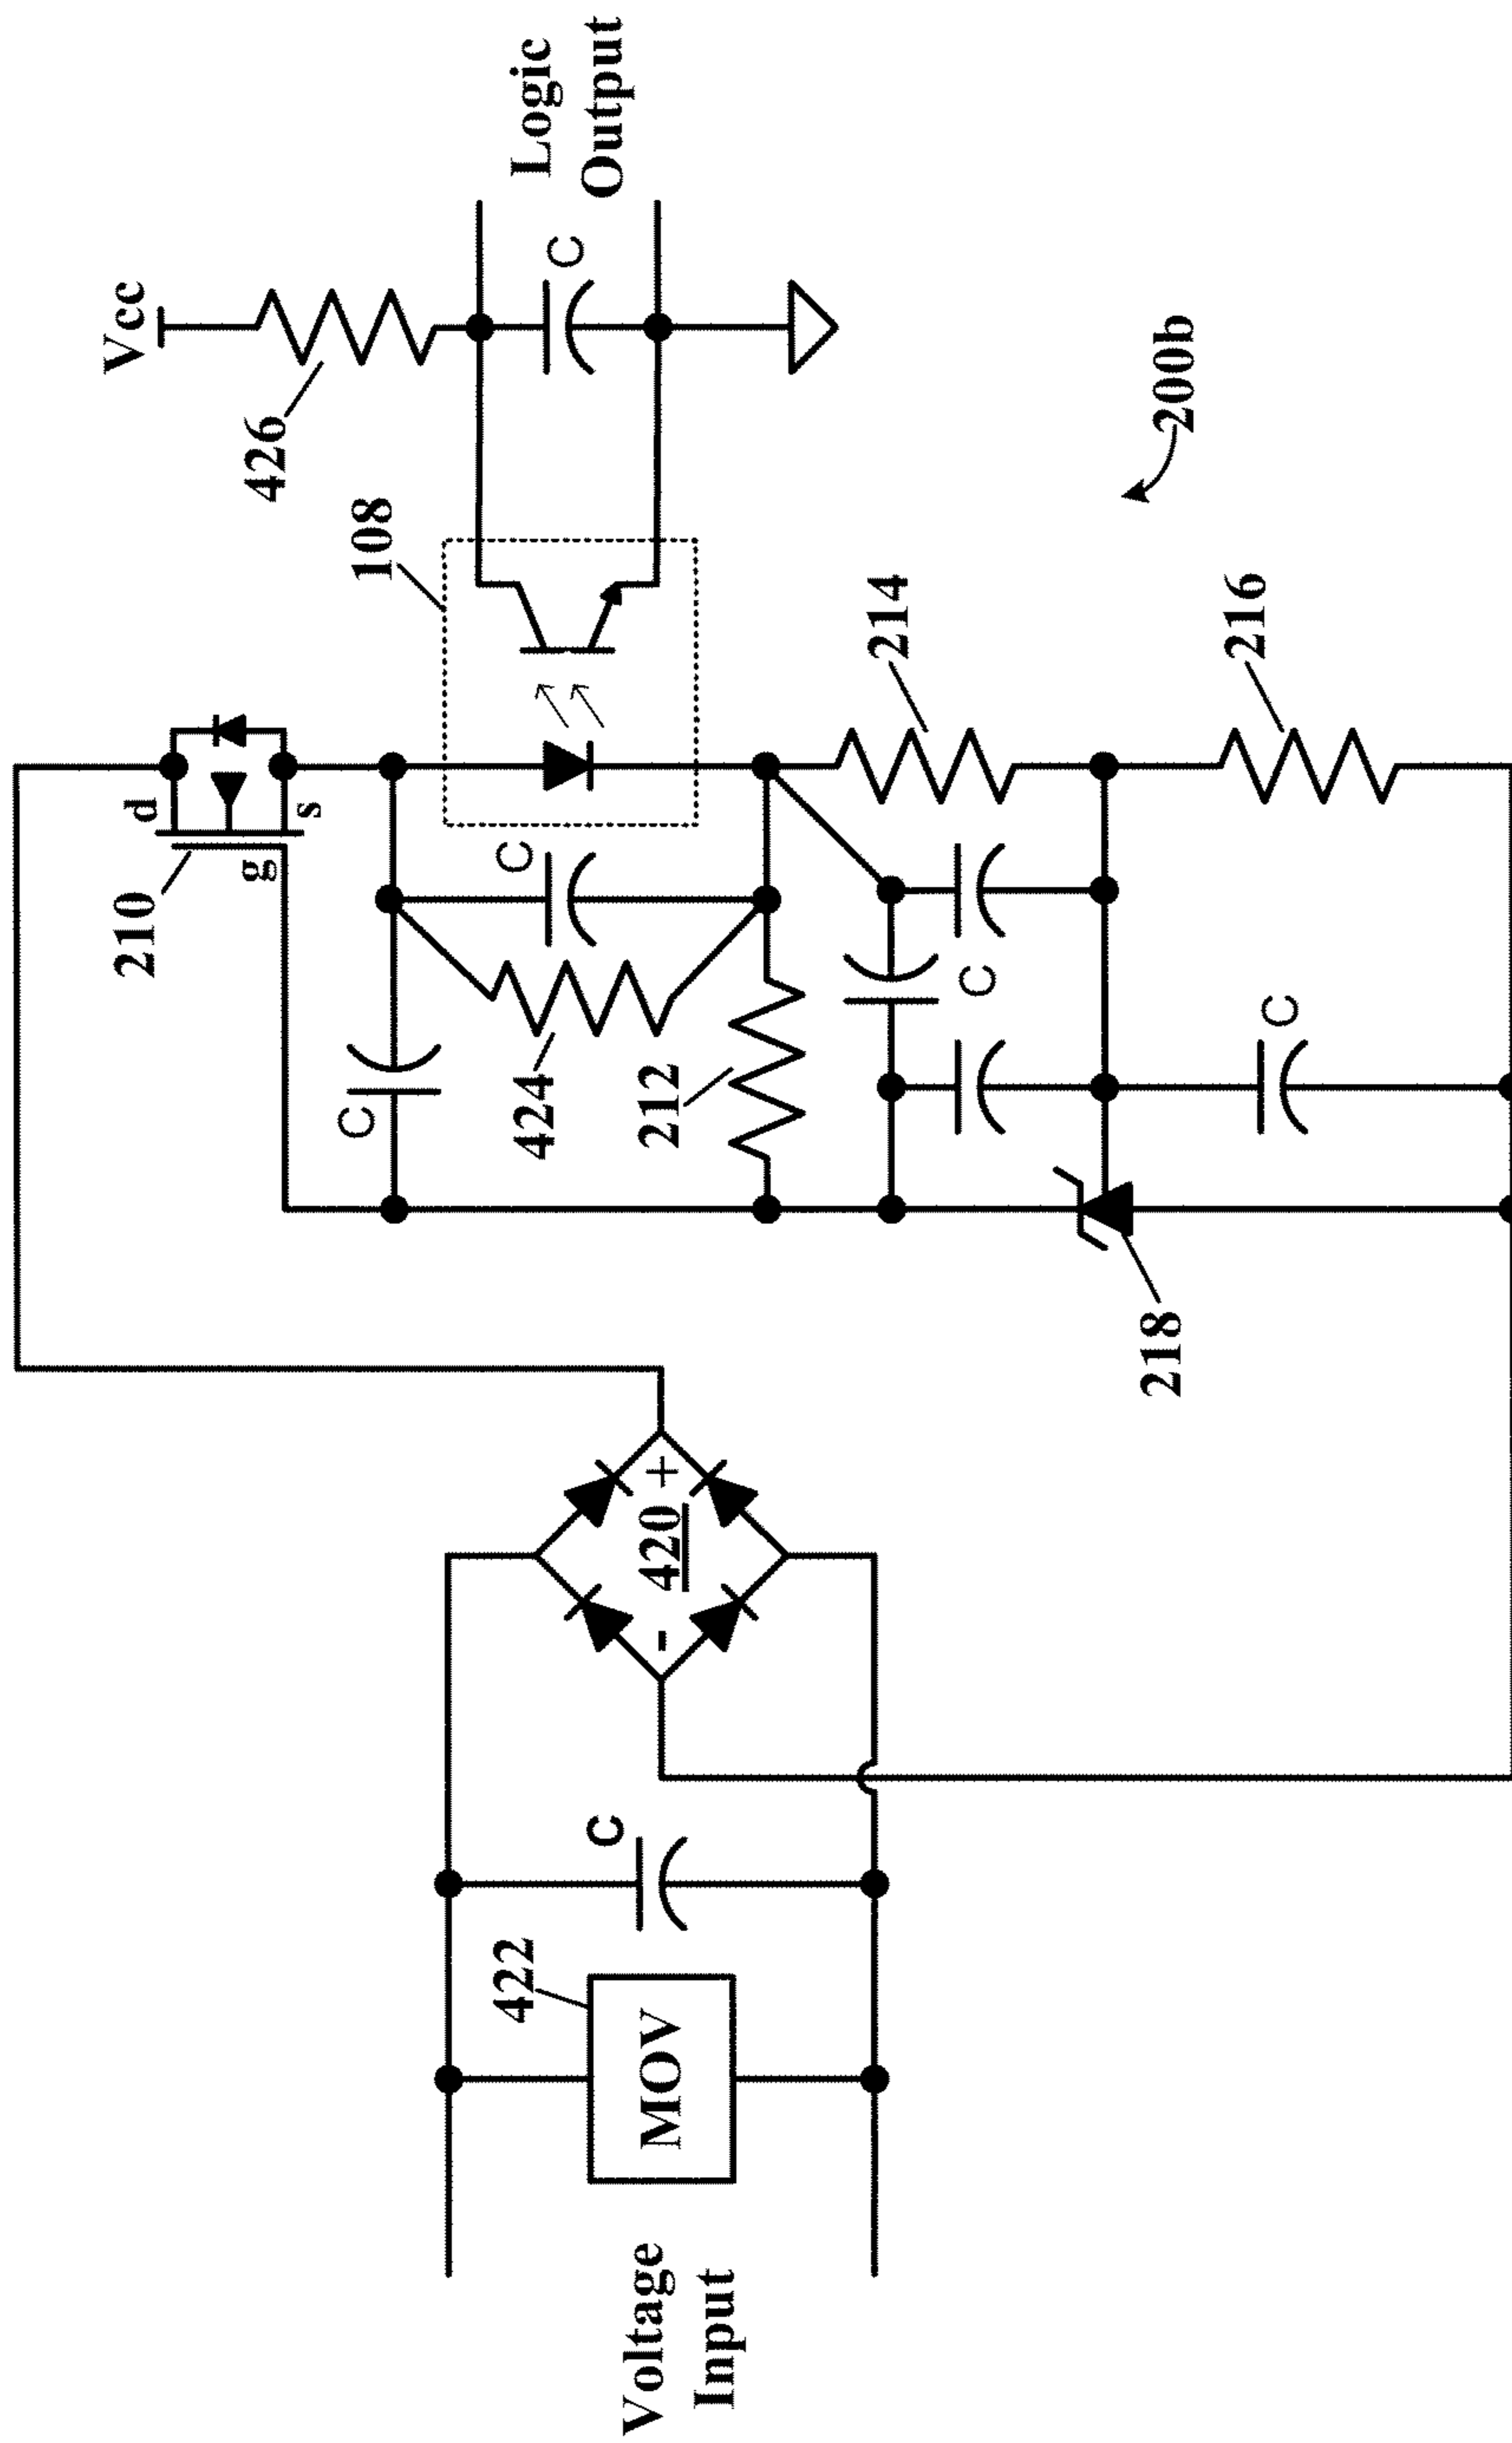 Voltage
Input
422
MOV
C
420
+
-
210
d
g
s
C
424
C
212
C
C
218
108
214
216
Vcc
426
C
Logic
Output
200b